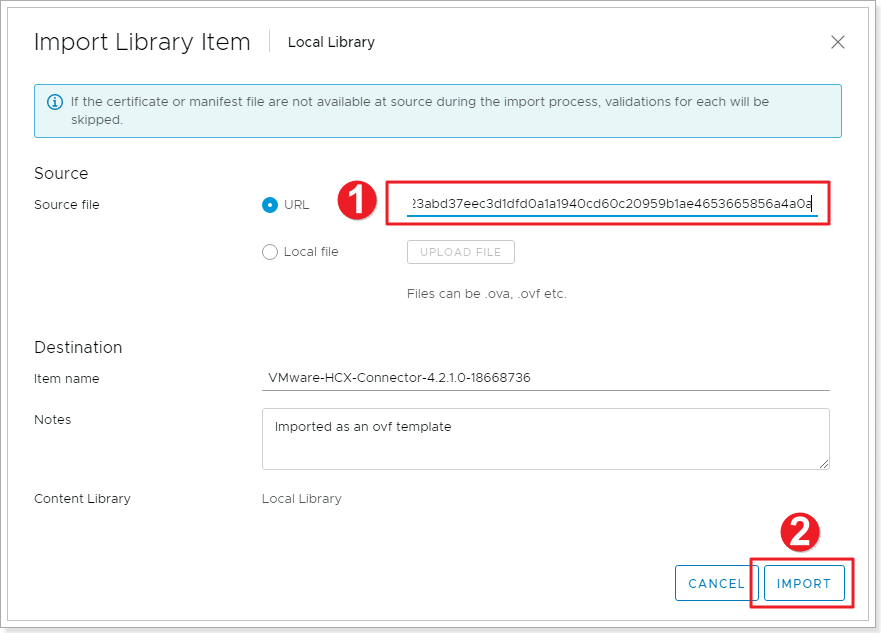 Import Library Item
Local Library
If the certificate or manifest file are not available at source during the import process, validations for each will be
skipped.
Source
Source file
URL
1
23abd37eec3d1dfd0a1a1940cd60c20959b1ae4653665856a4a0a
Local file
UPLOAD FILE
Files can be .ova, .ovf etc.
Destination
Item name
VMware-HCX-Connector-4.2.1.0-18668736
Notes
Imported as an ovf template
Content Library
Local Library
2
CANCEL
IMPORT